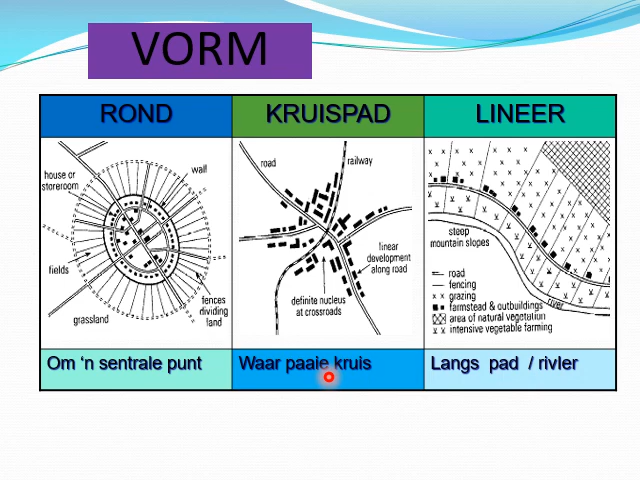 VORM
ROND
KRUISPAD
LINEER
house or
storeroom
wall
fields
grassland
fences
dividing
land
road
railway
linear
development
along road
definite nucleus
at crossroads
steep
mountain slopes
river
road
fencing
x x grazing
farmstead & outbuildings
area of natural vegetation
intensive vegetable farming
Om ‘n sentrale punt
Waar paaie kruis
Langs pad / rivier